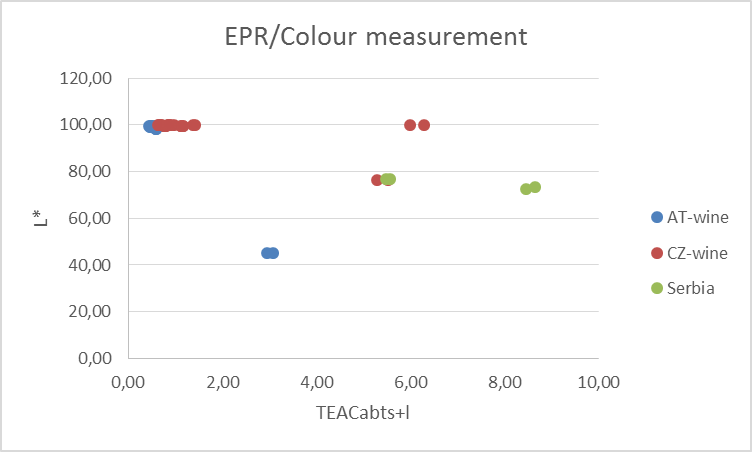 EPR/Colour measurement
120,00
100,00
80,00
60,00
40,00
20,00
0,00
L*
0,00 2,00 4,00 6,00 8,00 10,00
TEACabts+l
AT-wine
CZ-wine
Serbia